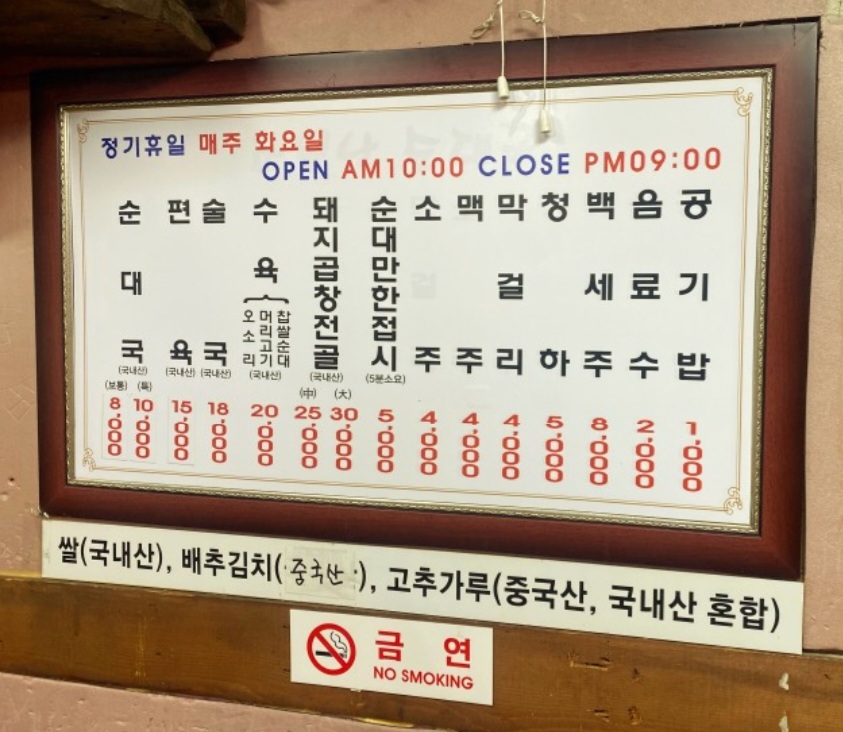 정기휴일 매주 화요일
OPEN AM10:00 CLOSE PM09:00
순대국 (국내산) (보통) 8,000 (특) 10,000
편육 (국내산) 15,000
술국 (국내산) 18,000
수육 오소리 머리고기 찹쌀순대 (국내산) 20,000
돼지곱창전골 (국내산) (中) 25,000 (大) 30,000
순대만한접시 (5분소요) 5,000
소주 4,000
맥주 4,000
막걸리 4,000
청하 5,000
백세주 8,000
음료수 2,000
공기밥 1,000
쌀(국내산), 배추김치(중국산), 고추가루(중국산, 국내산 혼합)
금 연
NO SMOKING